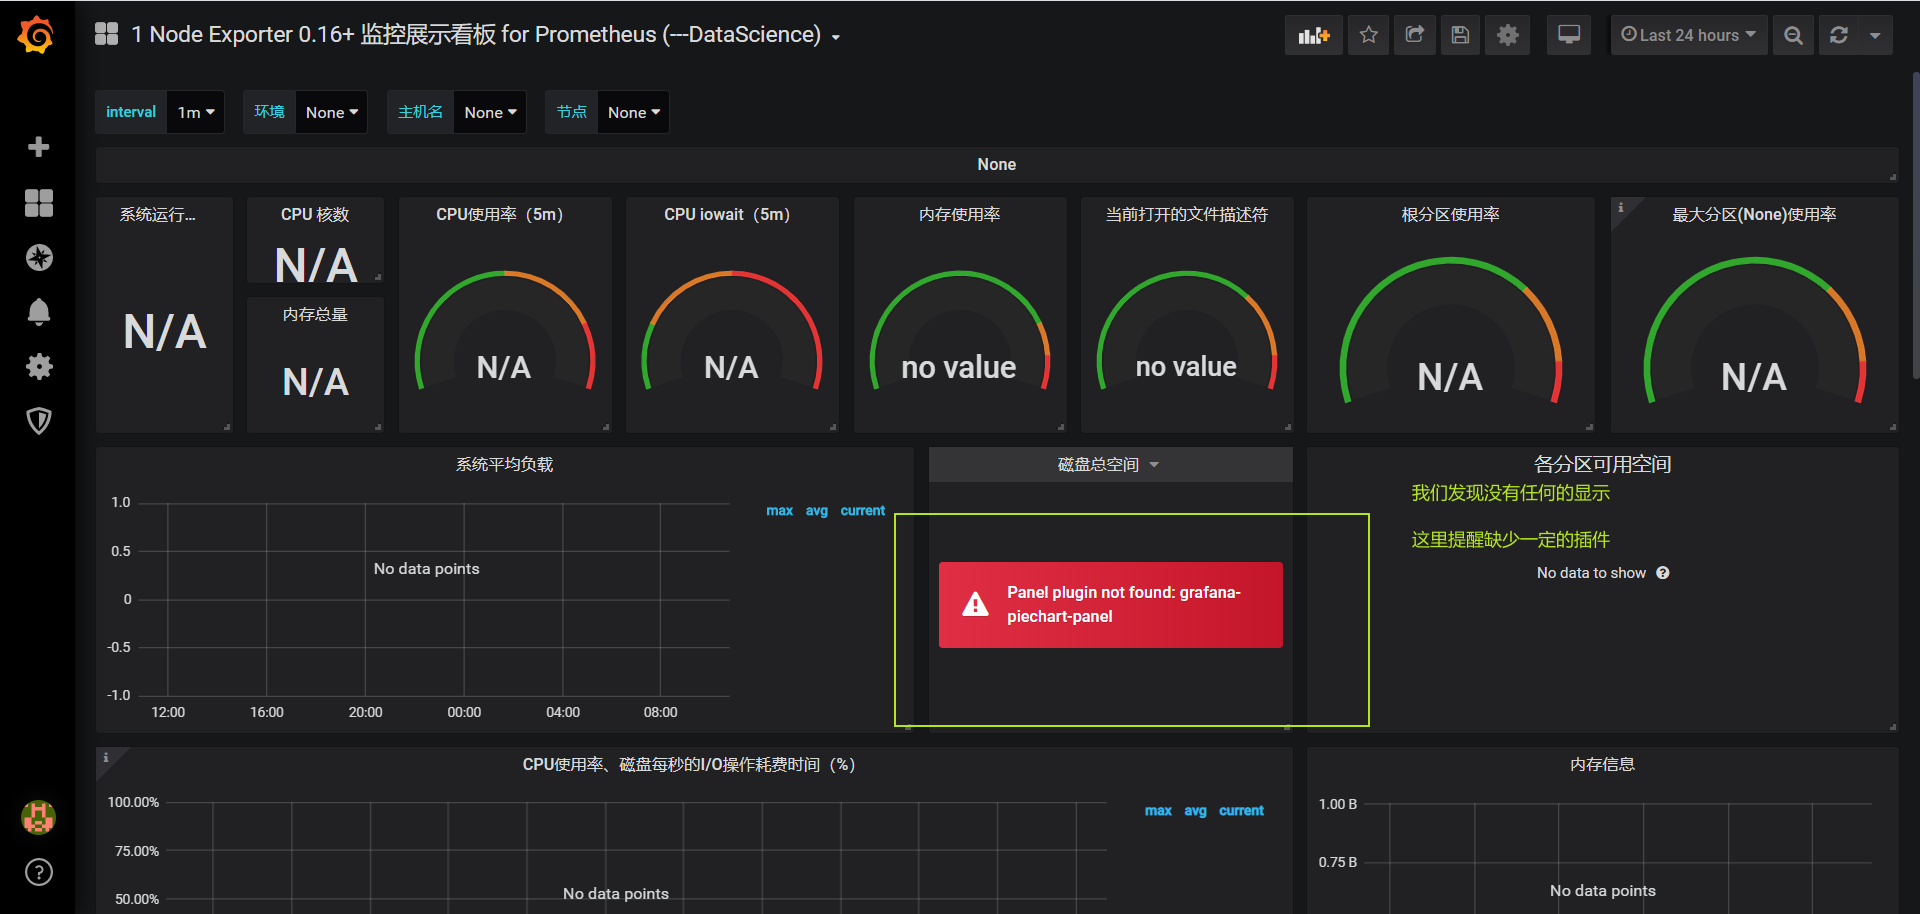 1 Node Exporter 0.16+ 监控展示看板 for Prometheus (---DataScience)
Last 24 hours
interval 1m 环境 None 主机名 None 节点 None
None
系统运行...
N/A
CPU 核数
N/A
内存总量
N/A
CPU使用率（5m）
N/A
CPU iowait（5m）
N/A
内存使用率
no value
当前打开的文件描述符
no value
根分区使用率
N/A
i
最大分区(None)使用率
N/A
系统平均负载
1.0
0.5
0
-0.5
-1.0
No data points
12:00 16:00 20:00 00:00 04:00 08:00
max avg current
磁盘总空间
Panel plugin not found: grafana-
piechart-panel
各分区可用空间
我们发现没有任何的显示
这里提醒缺少一定的插件
No data to show ?
i
CPU使用率、磁盘每秒的I/O操作耗费时间（%）
100.00%
75.00%
50.00%
No data points
max avg current
内存信息
1.00 B
0.75 B
No data points
?